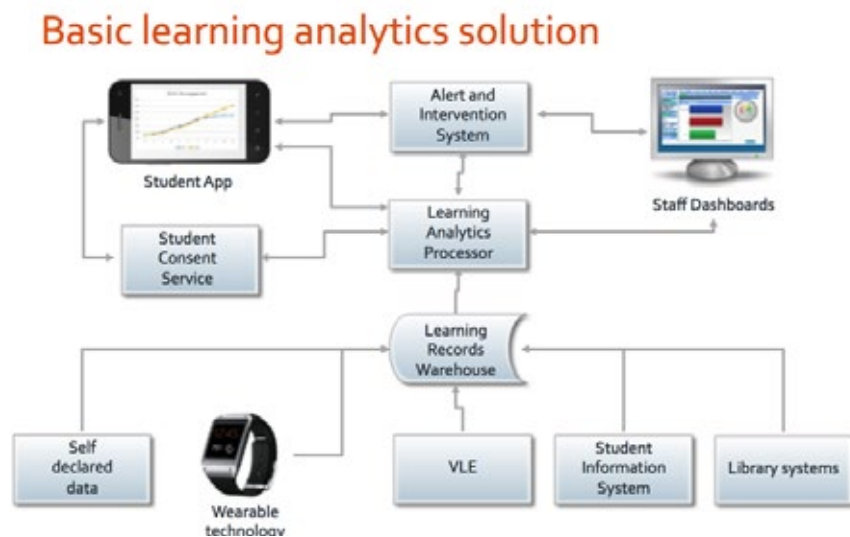 Basic learning analytics solution
Alert and
Intervention
System
Student App
Staff Dashboards
Learning
Analytics
Processor
Student
Consent
Service
Learning
Records
Warehouse
Self
declared
data
VLE
Student
Information
System
Library systems
Wearable
technology